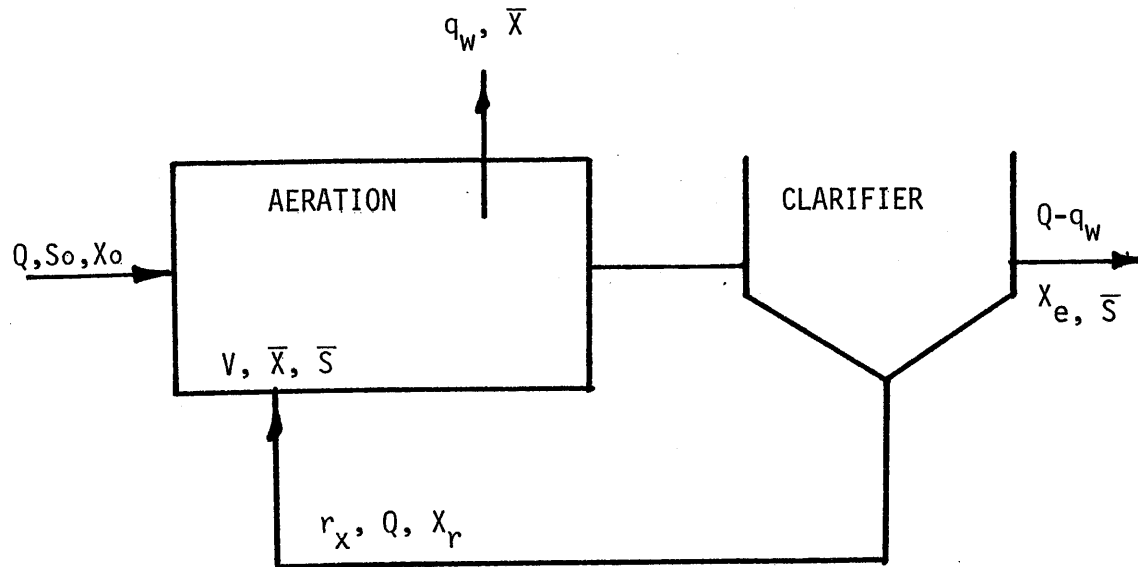 q_w, X̅
AERATION
CLARIFIER
Q-q_w
Q,So,Xo
X_e, S̅
V, X̅, S̅
r_x, Q, X_r